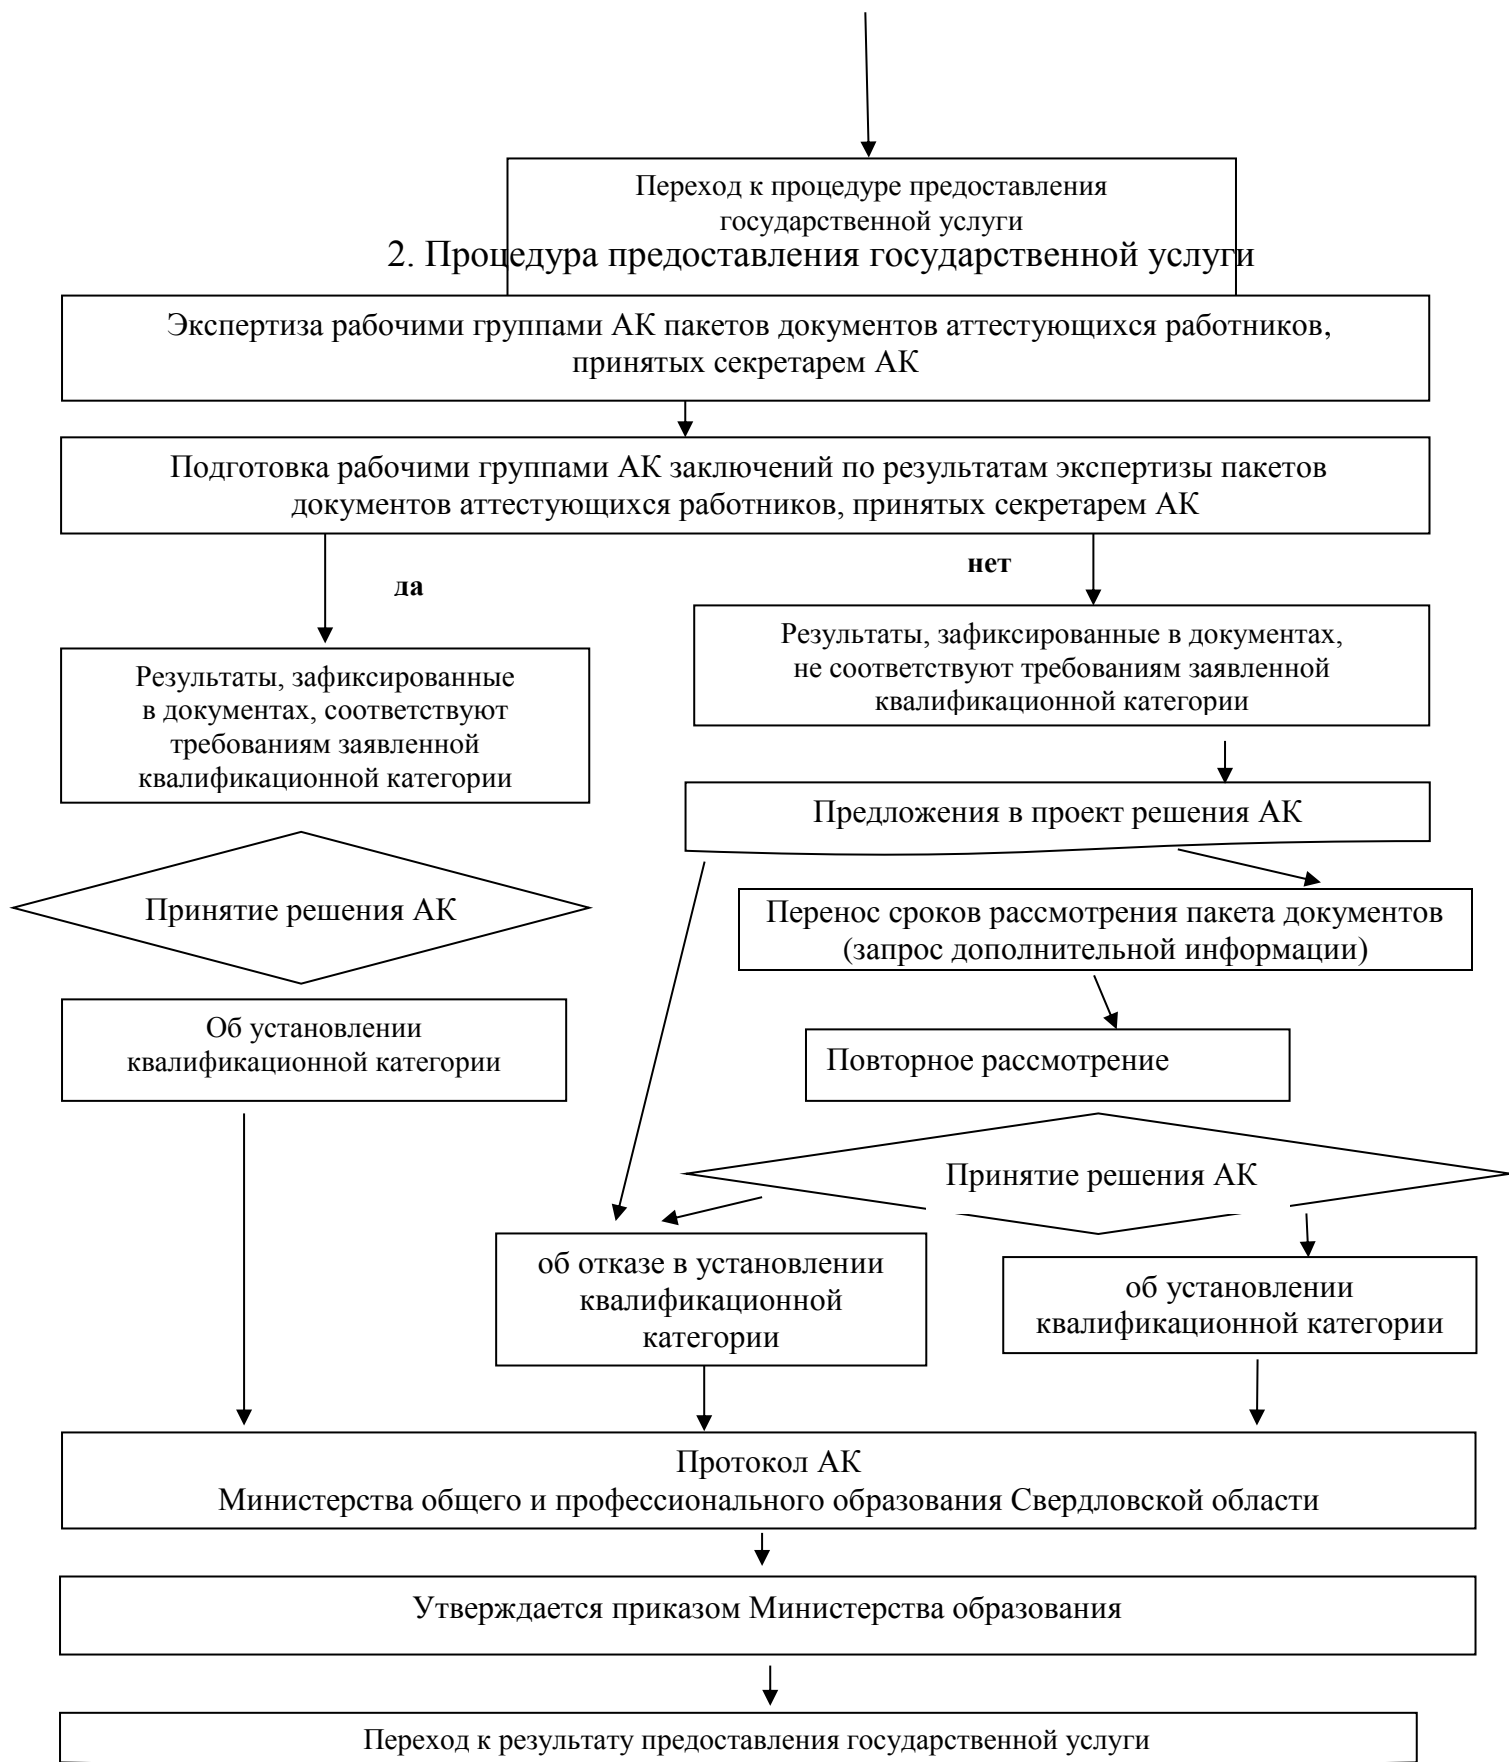 Переход к процедуре предоставления
государственной услуги
2. Процедура предоставления государственной услуги
Экспертиза рабочими группами АК пакетов документов аттестующихся работников,
принятых секретарем АК
Подготовка рабочими группами АК заключений по результатам экспертизы пакетов
документов аттестующихся работников, принятых секретарем АК
да
нет
Результаты, зафиксированные
в документах, соответствуют
требованиям заявленной
квалификационной категории
Результаты, зафиксированные в документах,
не соответствуют требованиям заявленной
квалификационной категории
Предложения в проект решения АК
Принятие решения АК
Перенос сроков рассмотрения пакета документов
(запрос дополнительной информации)
Об установлении
квалификационной категории
Повторное рассмотрение
Принятие решения АК
об отказе в установлении
квалификационной
категории
об установлении
квалификационной категории
Протокол АК
Министерства общего и профессионального образования Свердловской области
Утверждается приказом Министерства образования
Переход к результату предоставления государственной услуги